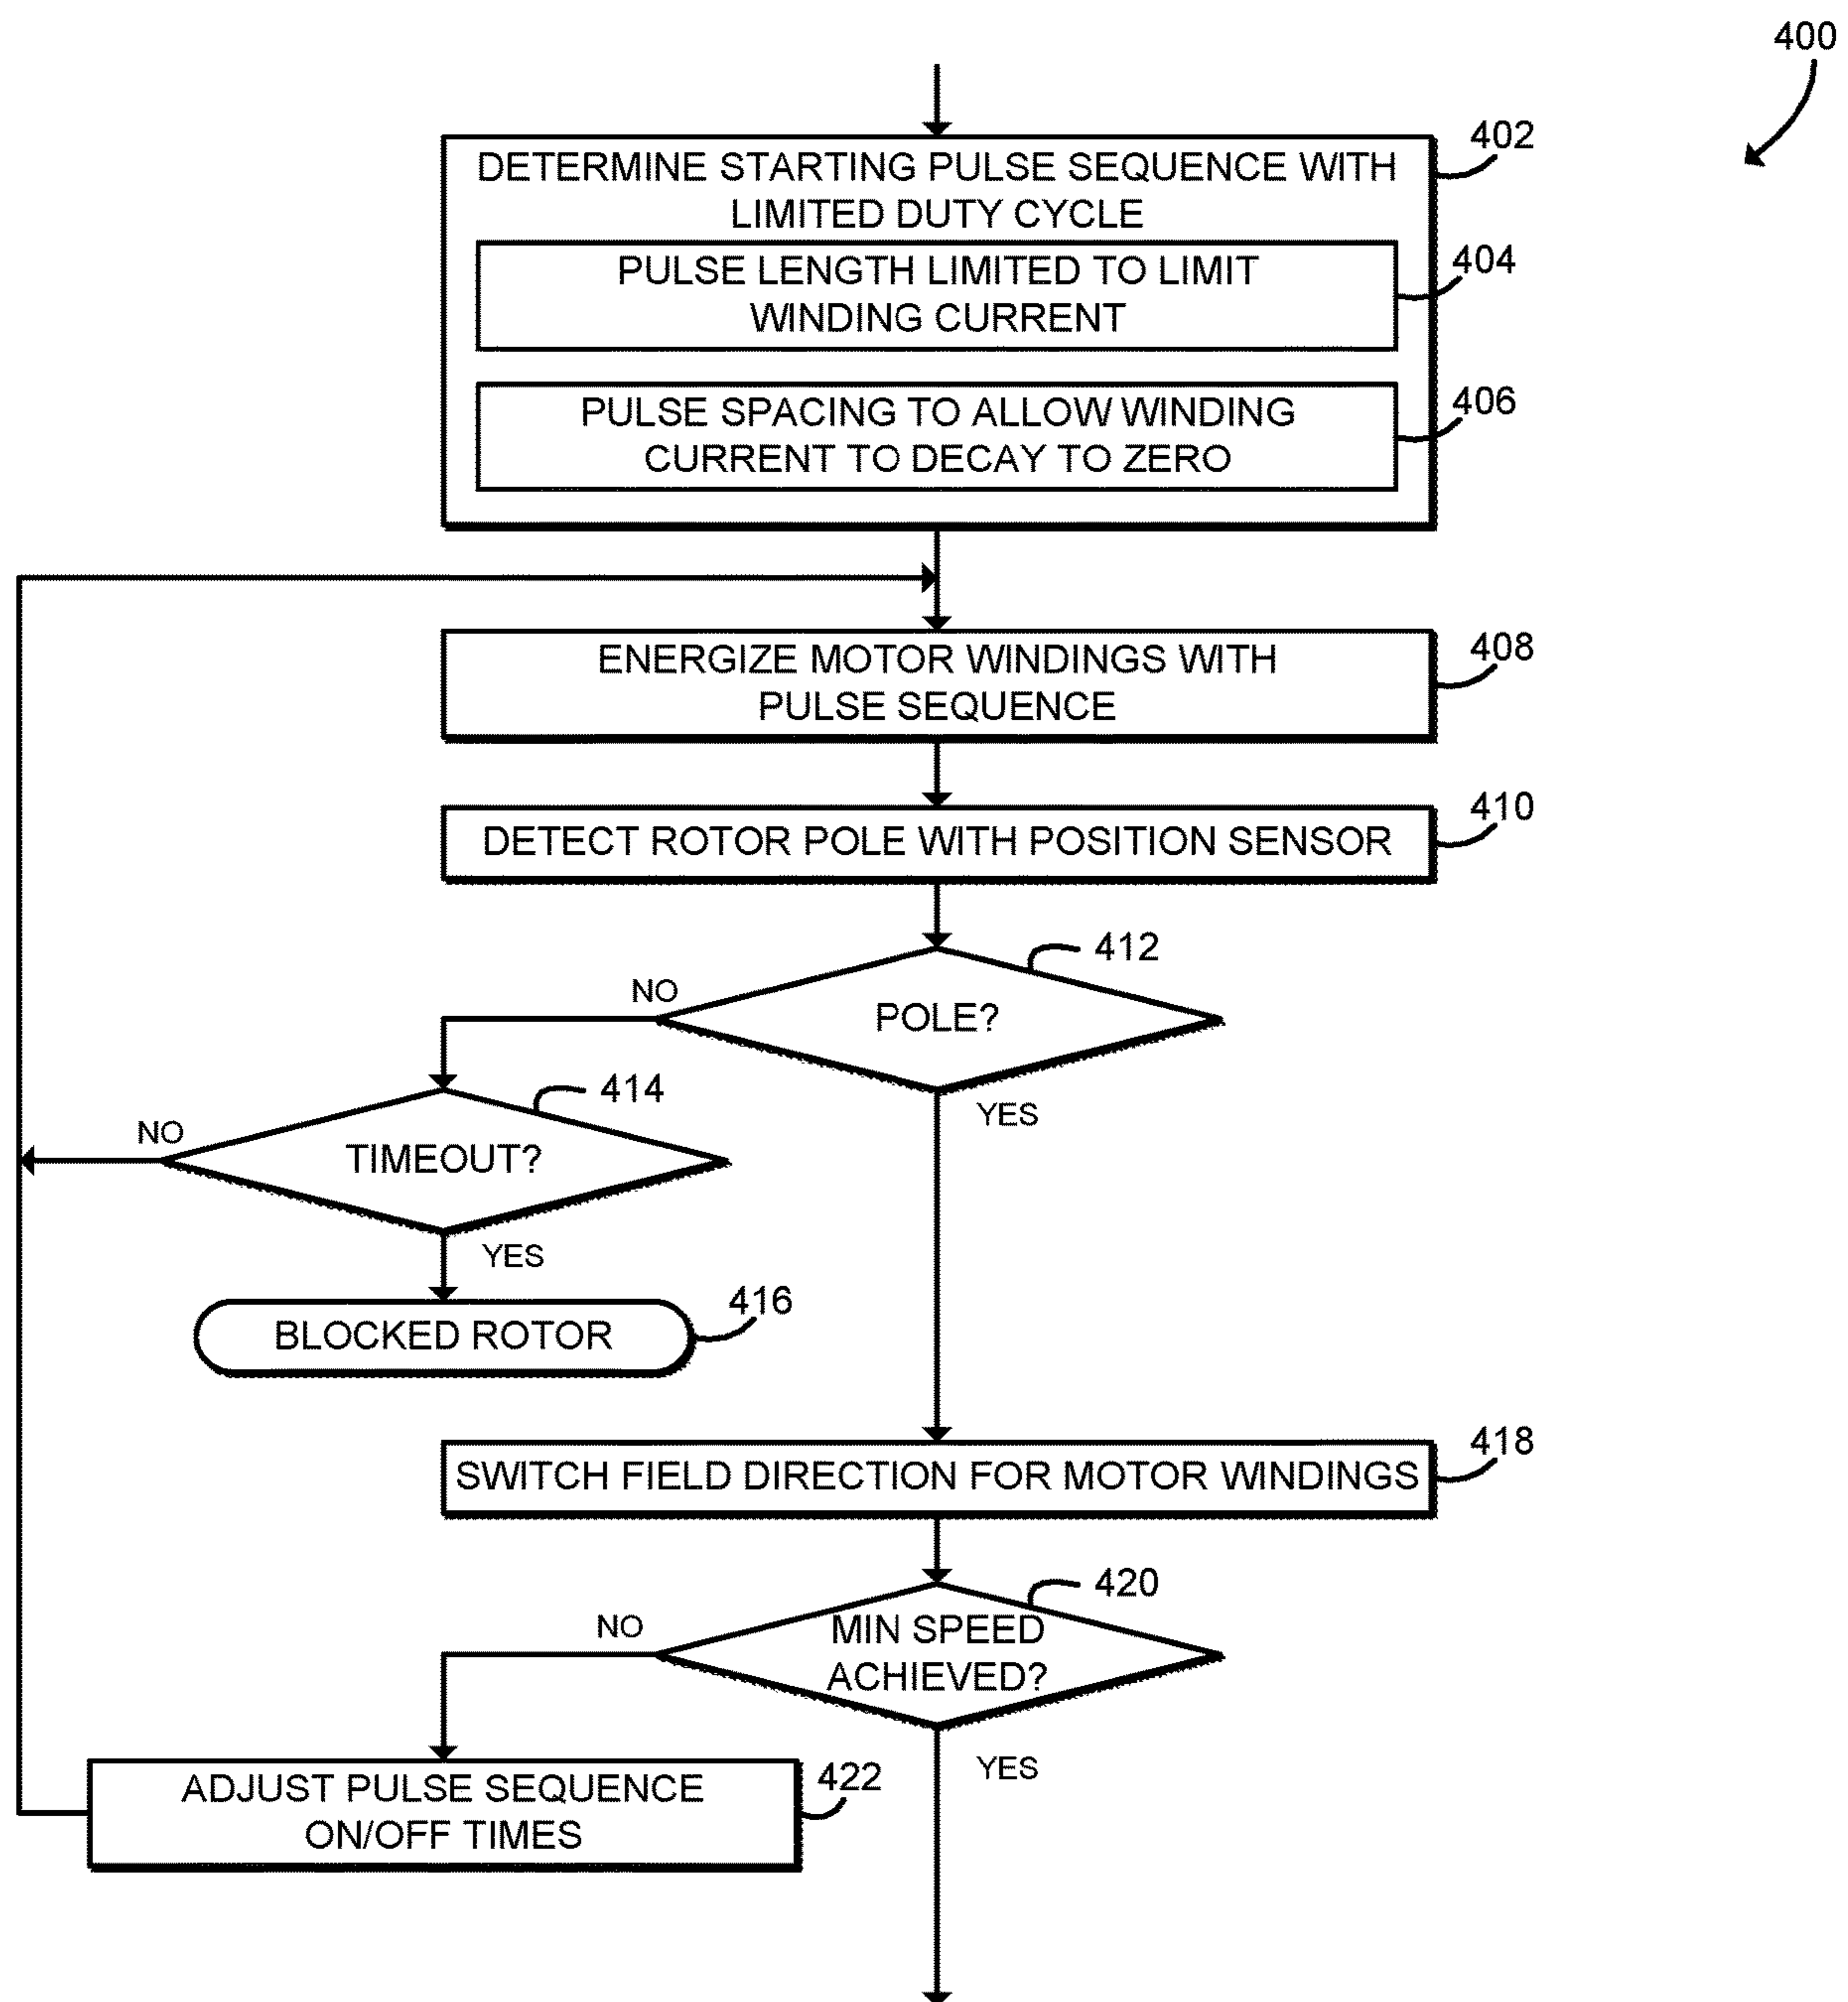 400
402
DETERMINE STARTING PULSE SEQUENCE WITH
LIMITED DUTY CYCLE
404
PULSE LENGTH LIMITED TO LIMIT
WINDING CURRENT
406
PULSE SPACING TO ALLOW WINDING
CURRENT TO DECAY TO ZERO
408
ENERGIZE MOTOR WINDINGS WITH
PULSE SEQUENCE
410
DETECT ROTOR POLE WITH POSITION SENSOR
412
NO
POLE?
YES
414
NO
TIMEOUT?
YES
416
BLOCKED ROTOR
418
SWITCH FIELD DIRECTION FOR MOTOR WINDINGS
420
NO
MIN SPEED
ACHIEVED?
YES
422
ADJUST PULSE SEQUENCE
ON/OFF TIMES